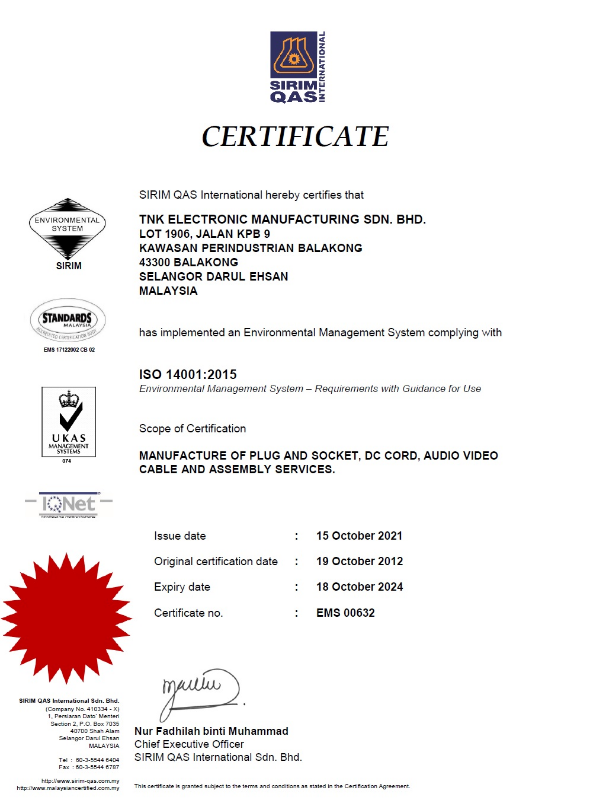 SIRIM
QAS
INTERNATIONAL
CERTIFICATE
SIRIM QAS International hereby certifies that
TNK ELECTRONIC MANUFACTURING SDN. BHD.
LOT 1906, JALAN KPB 9
KAWASAN PERINDUSTRIAN BALAKONG
43300 BALAKONG
SELANGOR DARUL EHSAN
MALAYSIA
ENVIRONMENTAL
SYSTEM
SIRIM
STANDARDS
MALAYSIA
EMS 17122002 CB 02
has implemented an Environmental Management System complying with
ISO 14001:2015
Environmental Management System – Requirements with Guidance for Use
UKAS
MANAGEMENT
SYSTEMS
074
Scope of Certification
MANUFACTURE OF PLUG AND SOCKET, DC CORD, AUDIO VIDEO
CABLE AND ASSEMBLY SERVICES.
IQNet
Issue date : 15 October 2021
Original certification date : 19 October 2012
Expiry date : 18 October 2024
Certificate no. : EMS 00632
Nur Fadhilah binti Muhammad
Chief Executive Officer
SIRIM QAS International Sdn. Bhd.
SIRIM QAS International Sdn. Bhd.
(Company No. 410334 - X)
1, Persiaran Dato' Menteri
Section 2, P.O. Box 7035
40700 Shah Alam
Selangor Darul Ehsan
MALAYSIA
Tel : 60-3-5544 6404
Fax : 60-3-5544 6787
http://www.sirim-qas.com.my
http://www.malaysiancertified.com.my
This certificate is granted subject to the terms and conditions as stated in the Certification Agreement.